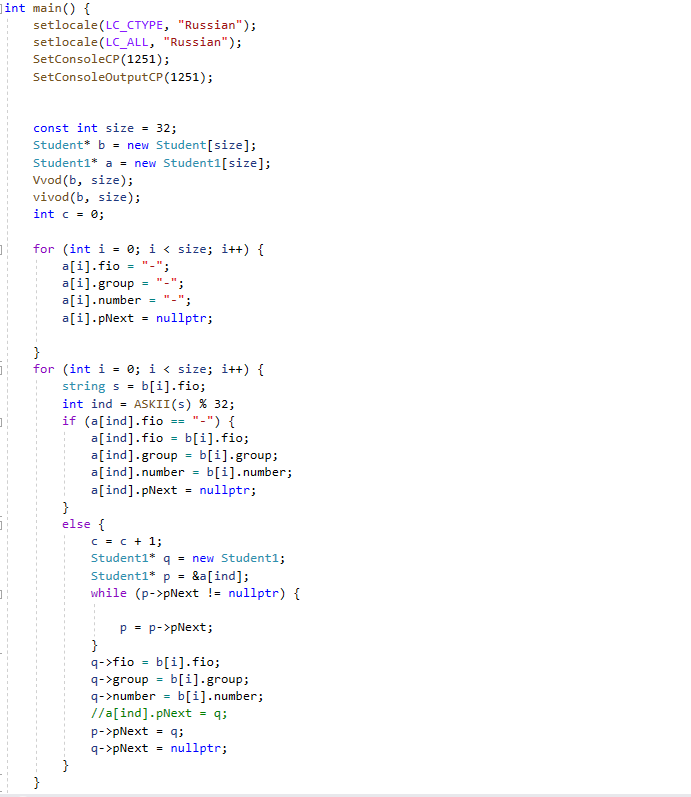 int main() {
setlocale(LC_CTYPE, "Russian");
setlocale(LC_ALL, "Russian");
SetConsoleCP(1251);
SetConsoleOutputCP(1251);
const int size = 32;
Student* b = new Student[size];
Student1* a = new Student1[size];
Vvod(b, size);
vivod(b, size);
int c = 0;
for (int i = 0; i < size; i++) {
a[i].fio = "-";
a[i].group = "-";
a[i].number = "-";
a[i].pNext = nullptr;
}
for (int i = 0; i < size; i++) {
string s = b[i].fio;
int ind = ASKII(s) % 32;
if (a[ind].fio == "-") {
a[ind].fio = b[i].fio;
a[ind].group = b[i].group;
a[ind].number = b[i].number;
a[ind].pNext = nullptr;
}
else {
c = c + 1;
Student1* q = new Student1;
Student1* p = &a[ind];
while (p->pNext != nullptr) {
p = p->pNext;
}
q->fio = b[i].fio;
q->group = b[i].group;
q->number = b[i].number;
//a[ind].pNext = q;
p->pNext = q;
q->pNext = nullptr;
}
}